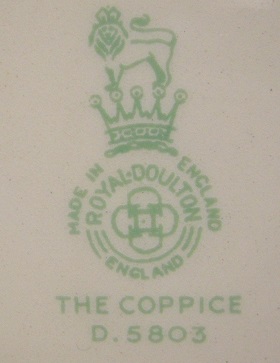 MADE IN ENGLAND
ROYAL·DOULTON
ENGLAND
THE COPPICE
D.5803